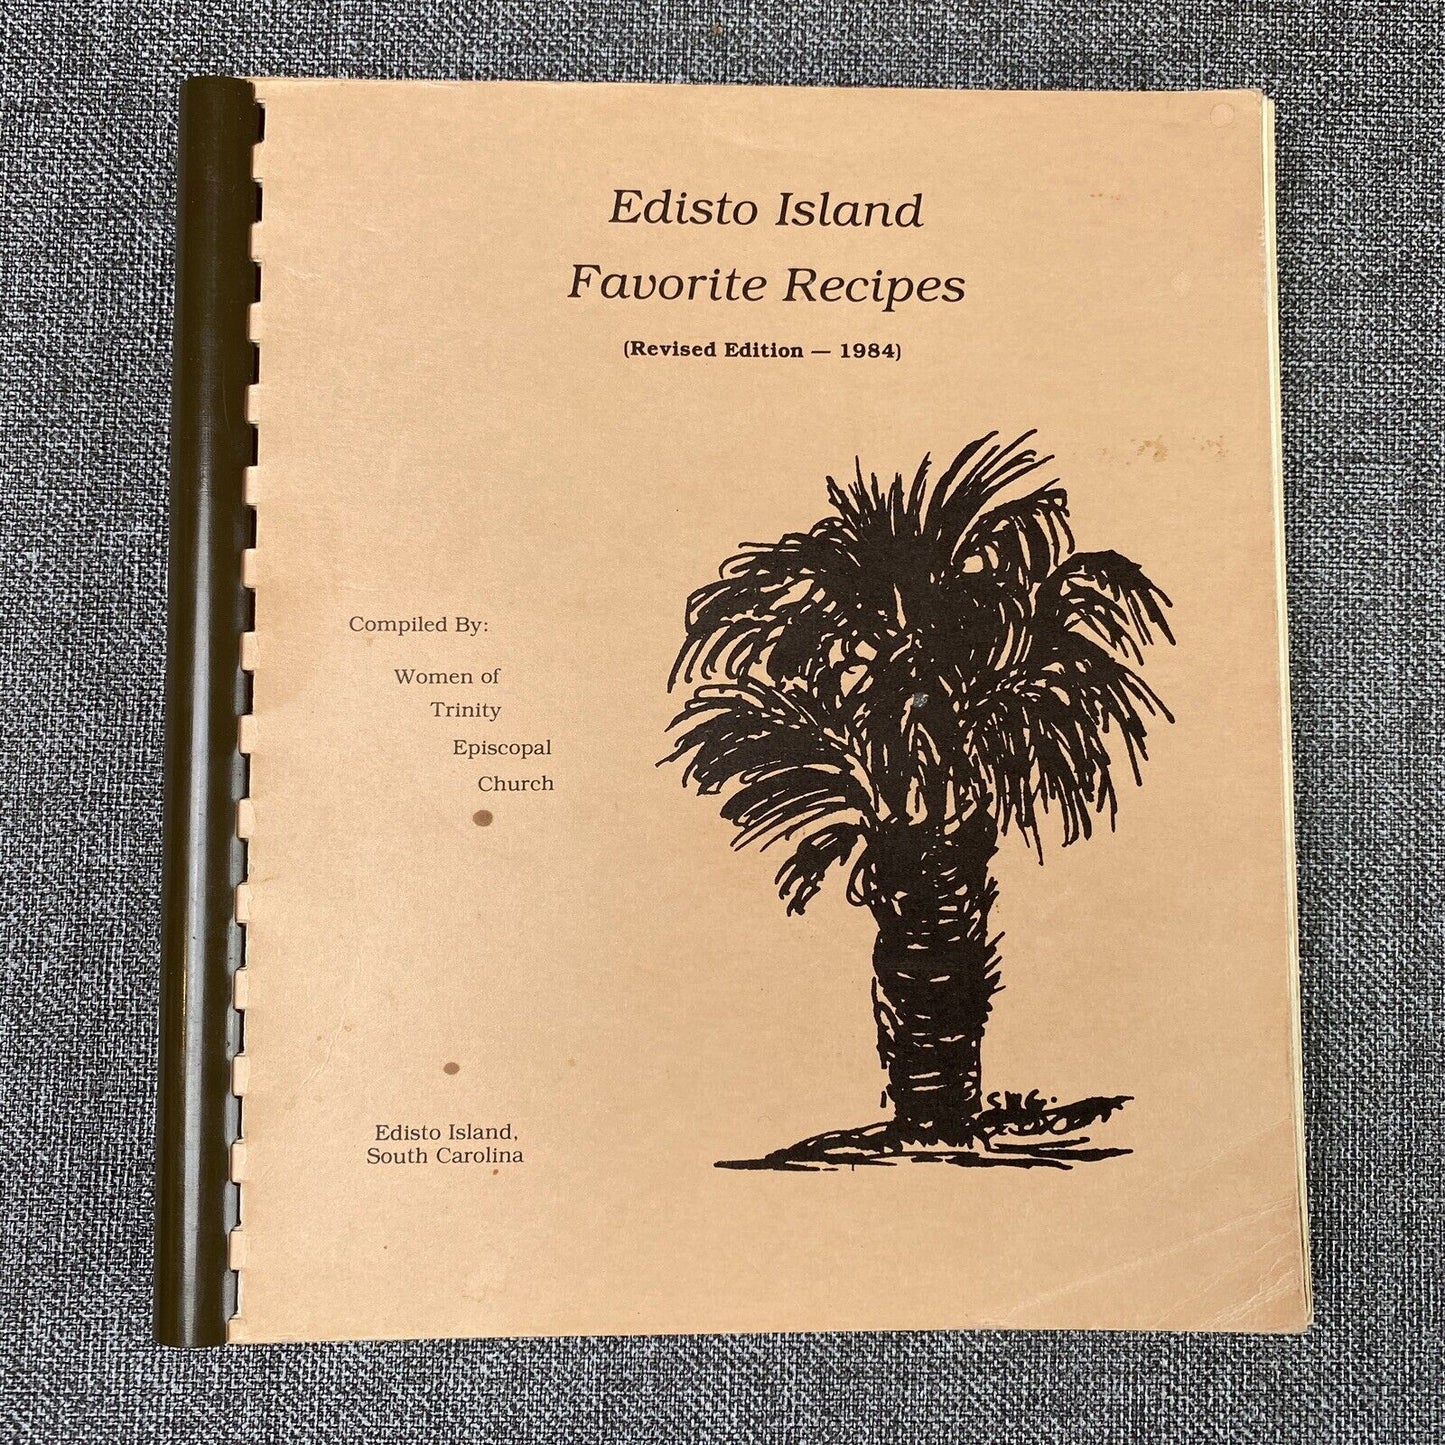 Edisto Island
Favorite Recipes
(Revised Edition — 1984)
Compiled By:
Women of
Trinity
Episcopal
Church
Edisto Island,
South Carolina